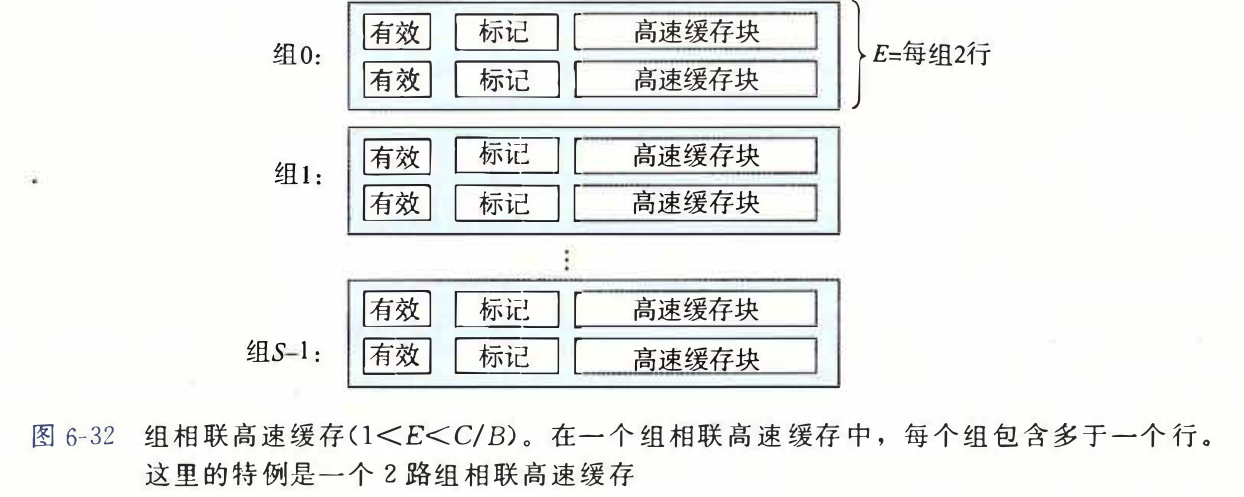 有效 标记 高速缓存块
组0: E=每组2行
有效 标记 高速缓存块
有效 标记 高速缓存块
组1:
有效 标记 高速缓存块
⋮
有效 标记 高速缓存块
组S-1:
有效 标记 高速缓存块
图 6-32 组相联高速缓存(1<E<C/B)。在一个组相联高速缓存中，每个组包含多于一个行。
这里的特例是一个 2 路组相联高速缓存